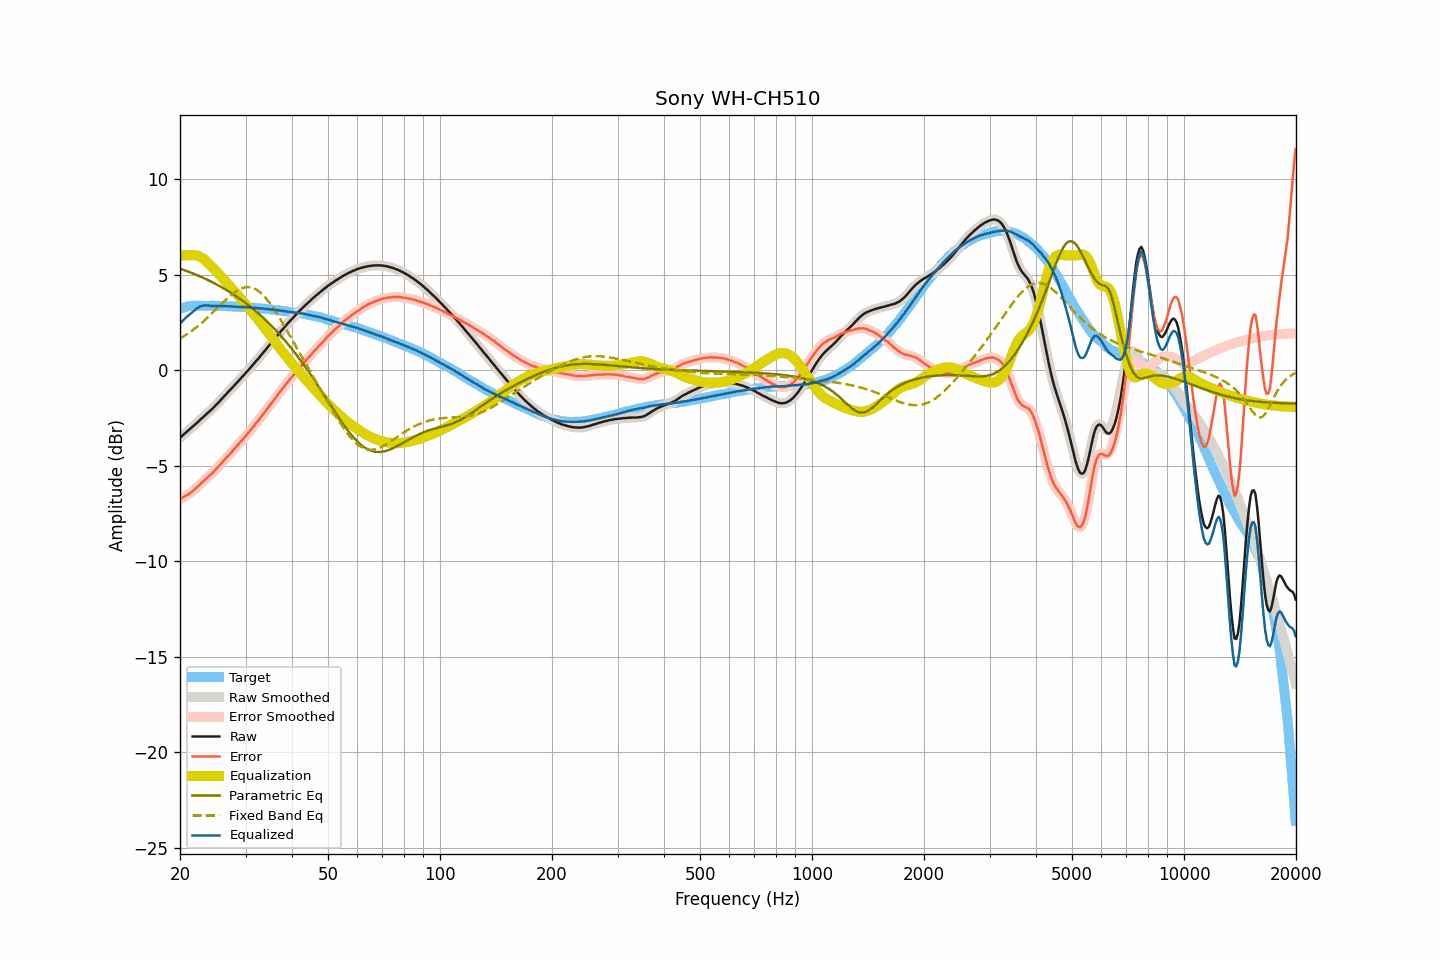 Sony WH-CH510
Amplitude (dBr)
10
5
0
−5
−10
−15
−20
−25
Target
Raw Smoothed
Error Smoothed
Raw
Error
Equalization
Parametric Eq
Fixed Band Eq
Equalized
20 50 100 200 500 1000 2000 5000 10000 20000
Frequency (Hz)